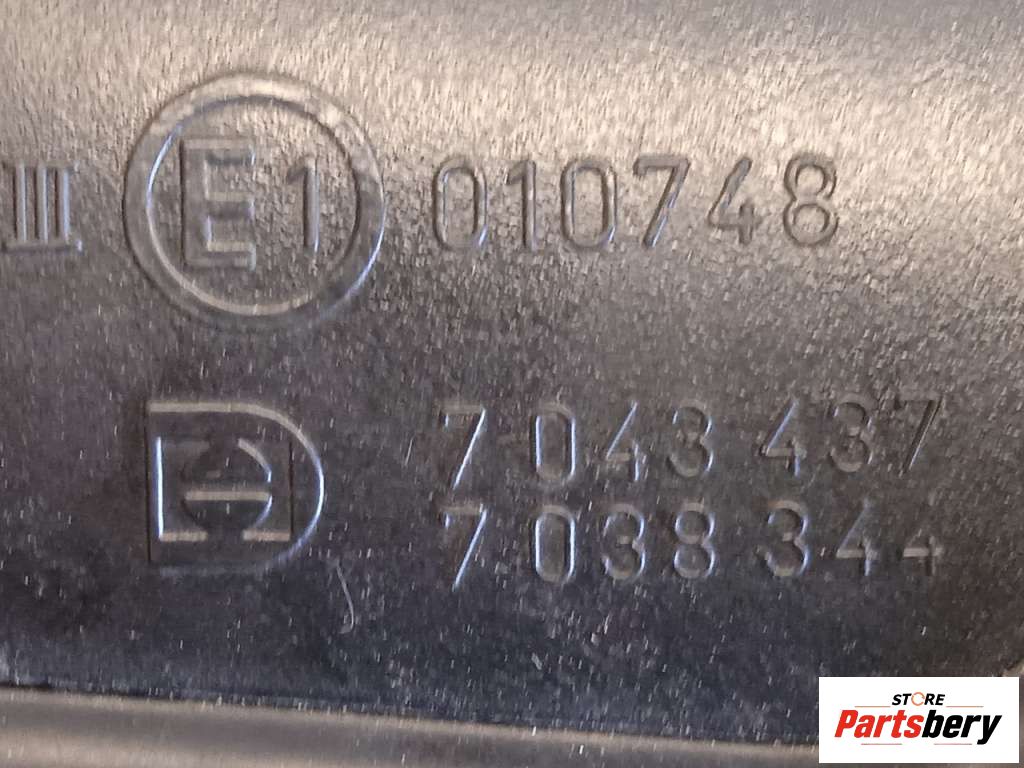 III E1 010748
7 043 437
7 038 344
STORE
Partsbery